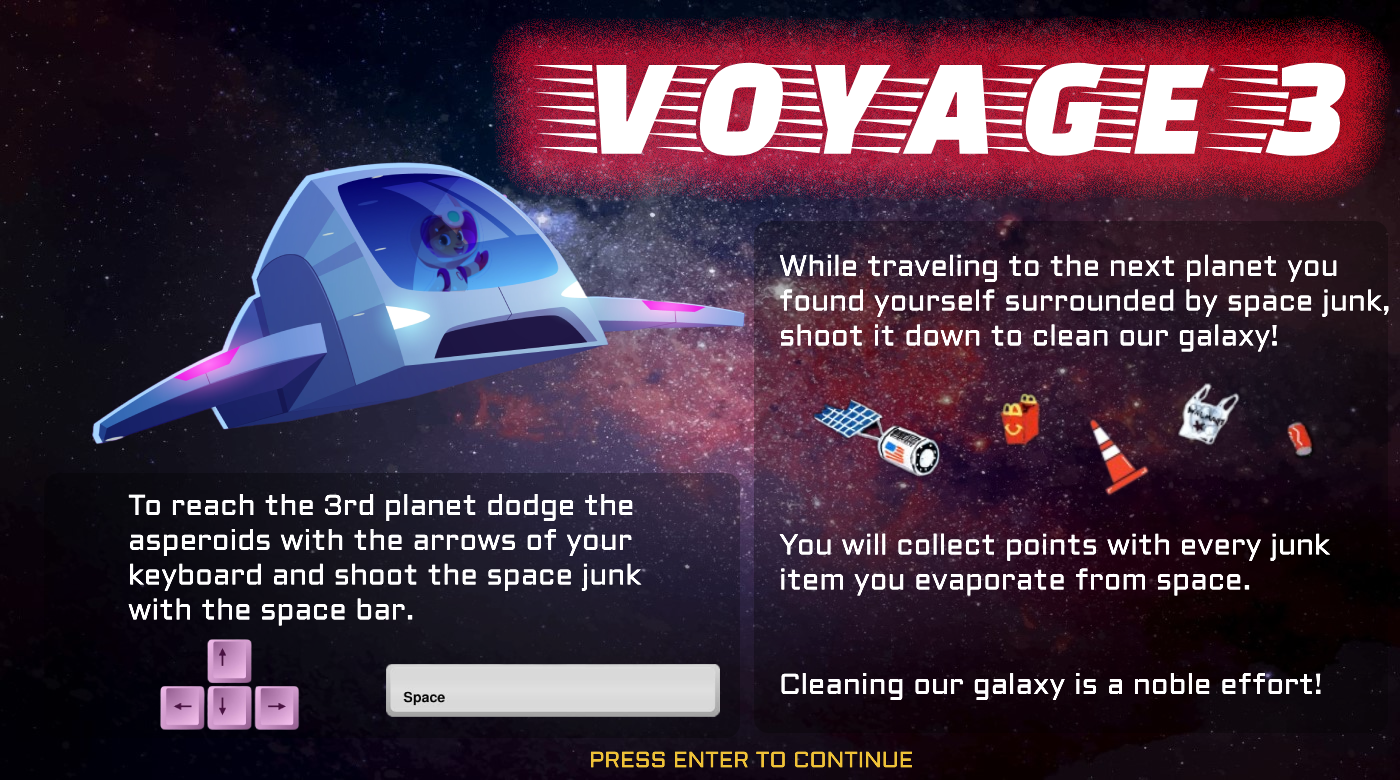 VOYAGE 3
While traveling to the next planet you
found yourself surrounded by space junk,
shoot it down to clean our galaxy!
To reach the 3rd planet dodge the
asperoids with the arrows of your
keyboard and shoot the space junk
with the space bar.
↑
← ↓ →
Space
You will collect points with every junk
item you evaporate from space.
Cleaning our galaxy is a noble effort!
PRESS ENTER TO CONTINUE